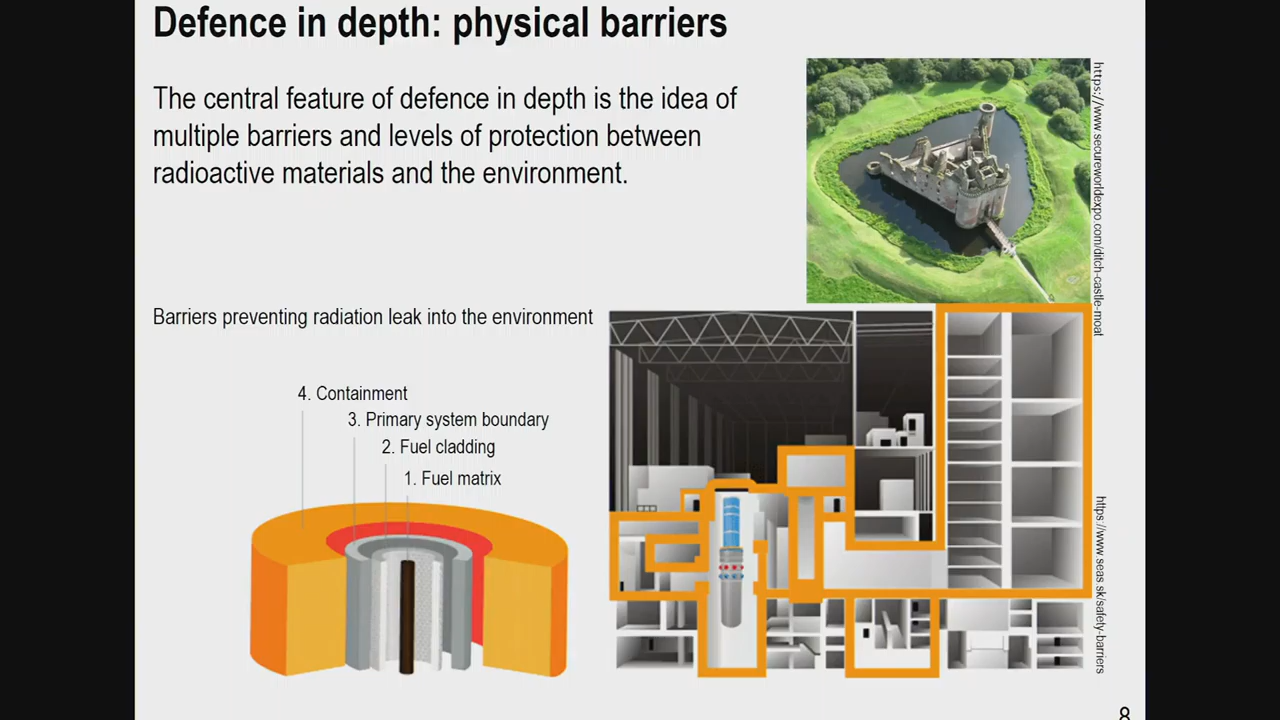 Defence in depth: physical barriers
The central feature of defence in depth is the idea of
multiple barriers and levels of protection between
radioactive materials and the environment.
https://www.secureworldexpo.com/ditch-castle-moat
Barriers preventing radiation leak into the environment
4. Containment
3. Primary system boundary
2. Fuel cladding
1. Fuel matrix
https://www.seas.sk/safety-barriers
8